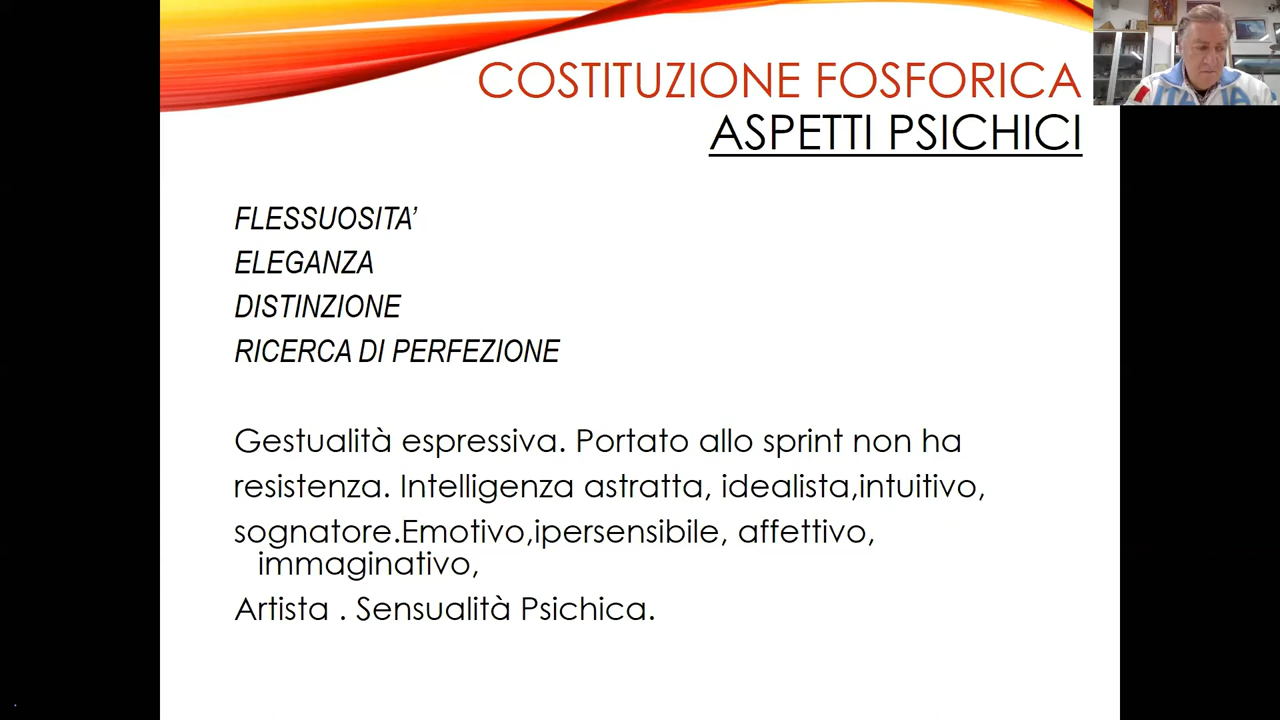 COSTITUZIONE FOSFORICA
ASPETTI PSICHICI
FLESSUOSITA’
ELEGANZA
DISTINZIONE
RICERCA DI PERFEZIONE
Gestualità espressiva. Portato allo sprint non ha
resistenza. Intelligenza astratta, idealista,intuitivo,
sognatore.Emotivo,ipersensibile, affettivo,
immaginativo,
Artista . Sensualità Psichica.